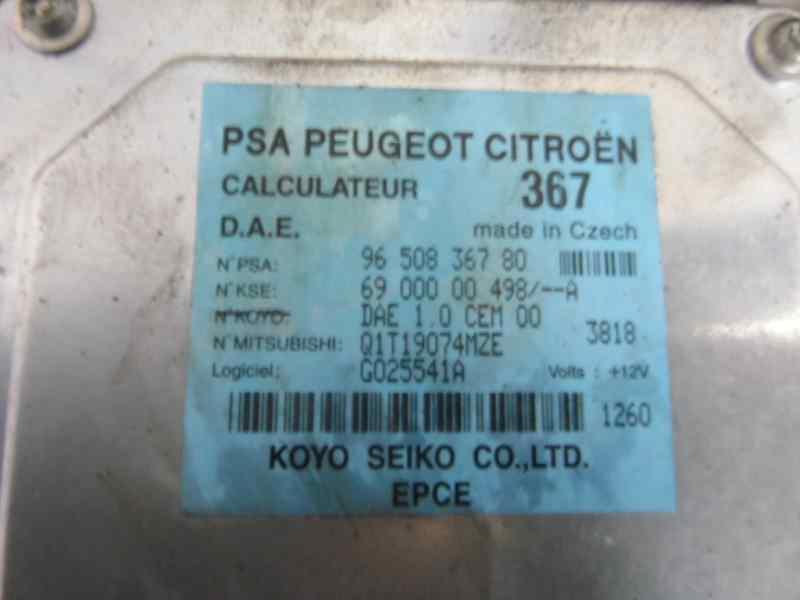 PSA PEUGEOT CITROËN
CALCULATEUR 367
D.A.E. made in Czech
N°PSA: 96 508 367 80
N°KSE: 69 000 00 498/--A
N°KOYO: DAE 1.0 CEM 00 3818
N°MITSUBISHI: Q1T19074MZE
Logiciel: G025541A Volts : +12V
1260
KOYO SEIKO CO.,LTD.
EPCE